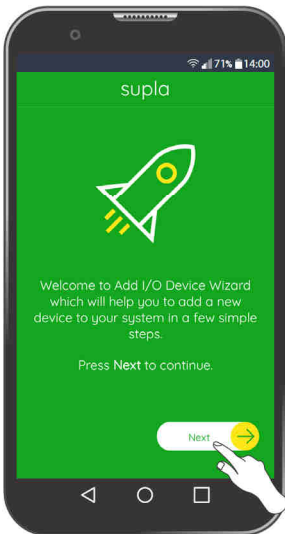 71% 14:00
supla
Welcome to Add I/O Device Wizard
which will help you to add a new
device to your system in a few simple
steps.
Press Next to continue.
Next